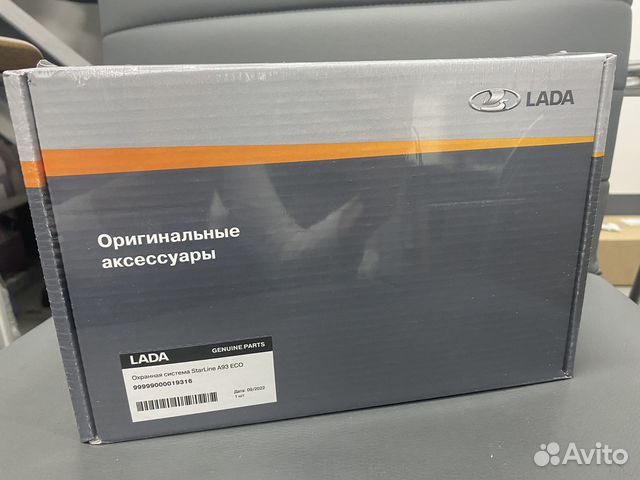 LADA
Оригинальные
аксессуары
LADA GENUINE PARTS
Охранная система StarLine A93 ECO
99999000019316
Дата: 09/2022
1 шт
Avito